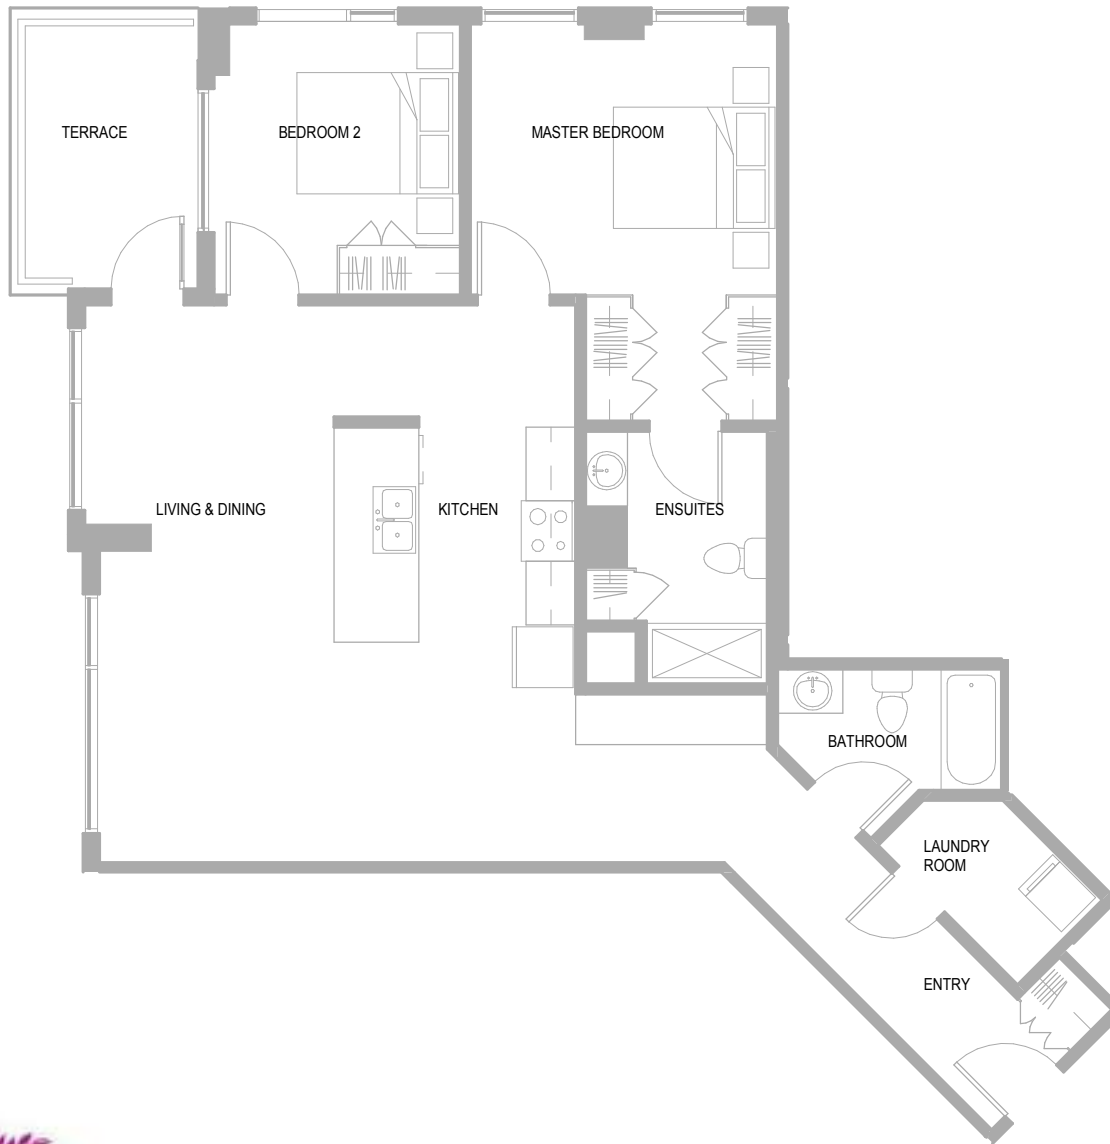 TERRACE
BEDROOM 2
MASTER BEDROOM
LIVING & DINING
KITCHEN
ENSUITES
BATHROOM
LAUNDRY
ROOM
ENTRY